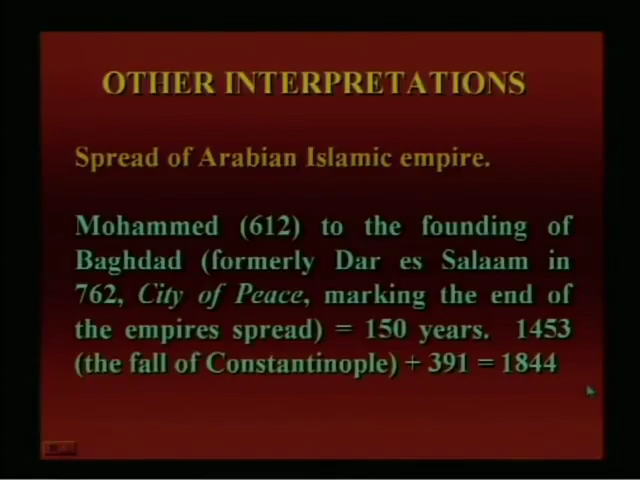 OTHER INTERPRETATIONS
Spread of Arabian Islamic empire.
Mohammed (612) to the founding of
Baghdad (formerly Dar es Salaam in
762, City of Peace, marking the end of
the empires spread) = 150 years. 1453
(the fall of Constantinople) + 391 = 1844